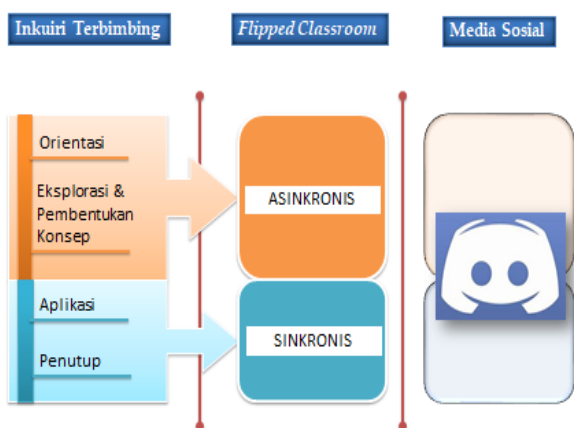 Inkuiri Terbimbing
Flipped Classroom
Media Sosial
Orientasi
Eksplorasi &
Pembentukan
Konsep
ASINKRONIS
Aplikasi
Penutup
SINKRONIS